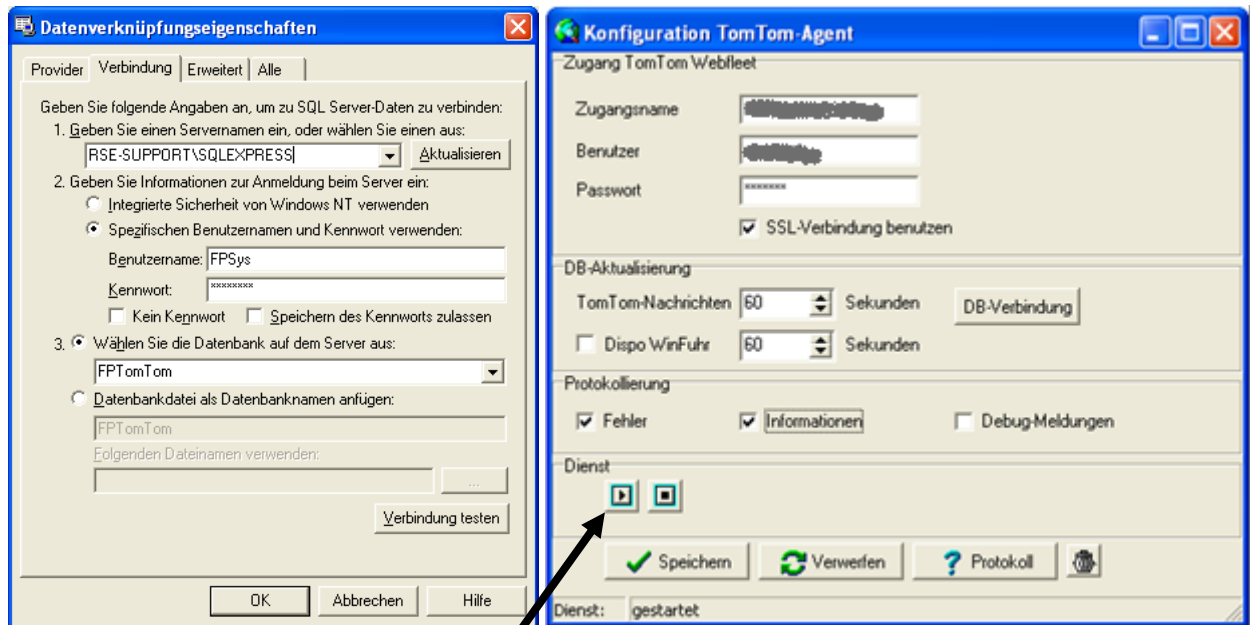 Datenverknüpfungseigenschaften
Provider Verbindung Erweitert Alle
Geben Sie folgende Angaben an, um zu SQL Server-Daten zu verbinden:
1. Geben Sie einen Servernamen ein, oder wählen Sie einen aus:
RSE-SUPPORT\SQLEXPRESS Aktualisieren
2. Geben Sie Informationen zur Anmeldung beim Server ein:
Integrierte Sicherheit von Windows NT verwenden
Spezifischen Benutzernamen und Kennwort verwenden:
Benutzername: FPSys
Kennwort: ********
Kein Kennwort Speichern des Kennworts zulassen
3. Wählen Sie die Datenbank auf dem Server aus:
FPTomTom
Datenbankdatei als Datenbanknamen anfügen:
FPTomTom
Folgenden Dateinamen verwenden:
...
Verbindung testen
OK Abbrechen Hilfe
Konfiguration TomTom-Agent
Zugang TomTom Webfleet
Zugangsname
Benutzer
Passwort *******
SSL-Verbindung benutzen
DB-Aktualisierung
TomTom-Nachrichten 60 Sekunden DB-Verbindung
Dispo WinFuhr 60 Sekunden
Protokollierung
Fehler Informationen Debug-Meldungen
Dienst
Speichern Verwerfen ? Protokoll
Dienst: gestartet